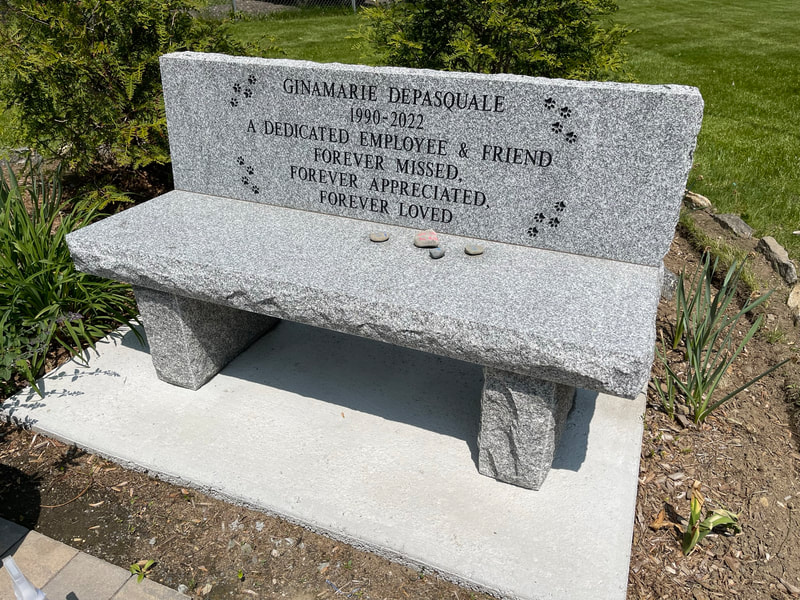 GINAMARIE DEPASQUALE
1990-2022
A DEDICATED EMPLOYEE & FRIEND
FOREVER MISSED,
FOREVER APPRECIATED,
FOREVER LOVED